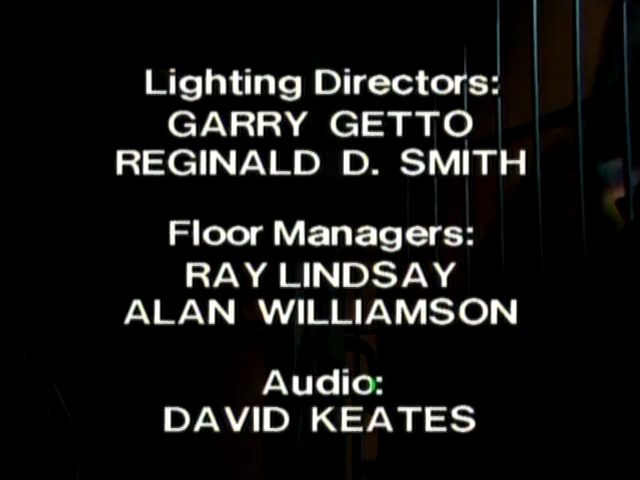 Lighting Directors:
GARRY GETTO
REGINALD D. SMITH
Floor Managers:
RAY LINDSAY
ALAN WILLIAMSON
Audio:
DAVID KEATES